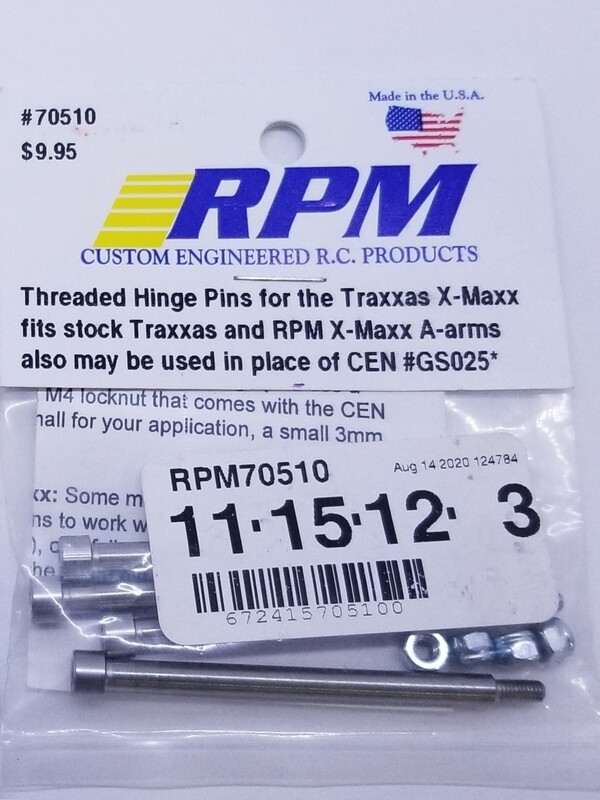 #70510
Made in the U.S.A.
$9.95
RPM
CUSTOM ENGINEERED R.C. PRODUCTS
Threaded Hinge Pins for the Traxxas X-Maxx
fits stock Traxxas and RPM X-Maxx A-arms
also may be used in place of CEN #GS025*
M4 locknut that comes with the CEN
for your application, a small 3mm
RPM70510
Aug 14 2020 124784
11·15·12· 3
Some
to work
672415705100